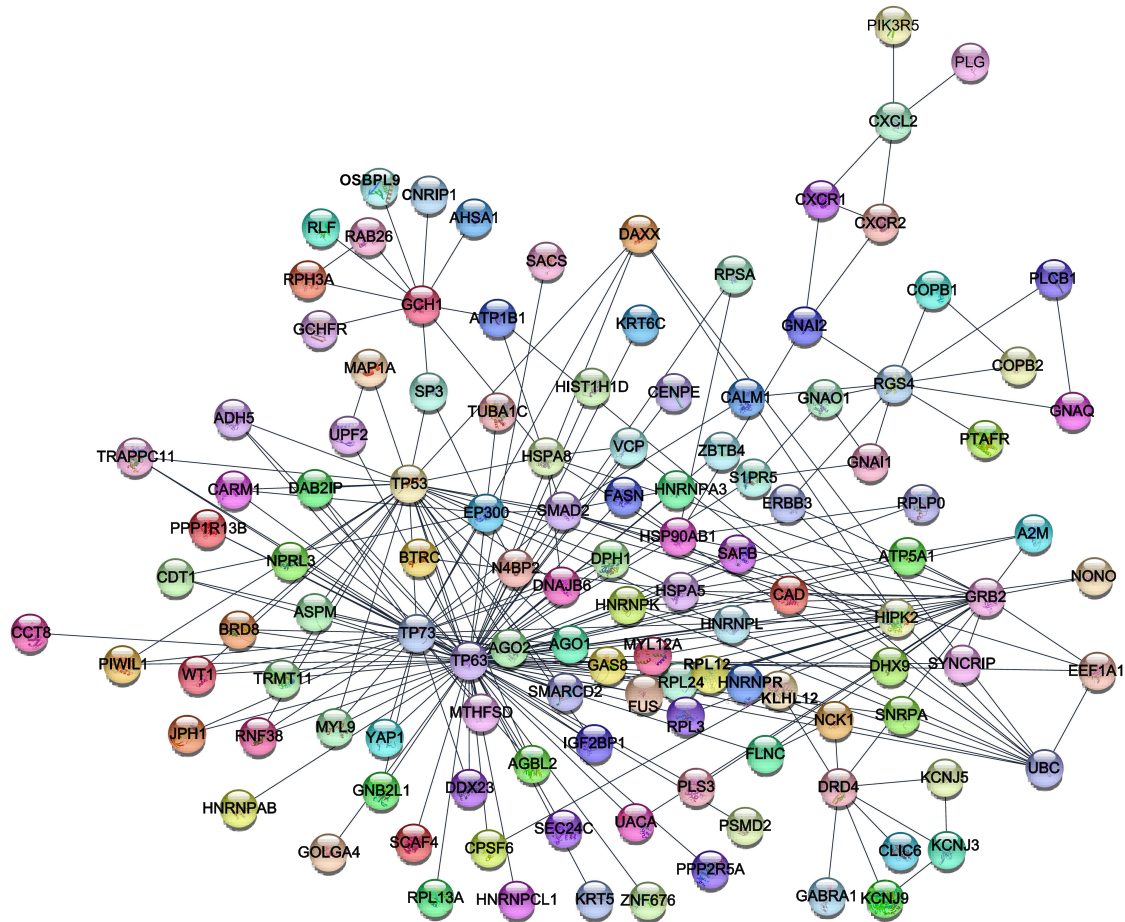 PIK3R5
PLG
CXCL2
OSBPL9
CNRIP1
CXCR1
AHSA1
CXCR2
RLF
RAB26
DAXX
SACS
RPSA
RPH3A
PLCB1
COPB1
GCH1
ATP1B1
GCHFR
KRT6C
GNAI2
MAP1A
COPB2
SP3
HIST1H1D
CENPE
CALM1
GNAO1
RGS4
TUBA1C
GNAQ
ADH5
UPF2
PTAFR
VCP
ZBTB4
TRAPPC11
HSPA8
GNAI1
S1PR5
CARM1
DAB2IP
TP53
FASN
HNRNPA3
ERBB3
RPLP0
EP300
SMAD2
PPP1R13B
HSP90AB1
A2M
SAFB
BTRC
NPRL3
DPH1
ATP5A1
N4BP2
CDT1
DNAJB6
NONO
HSPA5
CAD
GRB2
HNRNPK
ASPM
HIPK2
BRD8
TP73
HNRNPL
CCT8
AGO2
AGO1
MYL12A
PIWIL1
TP63
GAS8
RPL12
DHX9
SYNCRIP
EEF1A1
WT1
TRMT11
RPL24
HNRNPR
SMARCD2
FUS
KLHL12
MTHFSD
RPL3
NCK1
SNRPA
JPH1
RNF38
MYL9
YAP1
IGF2BP1
FLNC
UBC
AGBL2
GNB2L1
DDX23
PLS3
DRD4
KCNJ5
HNRNPAB
SEC24C
UACA
PSMD2
GOLGA4
SCAF4
CPSF6
CLIC6
KCNJ3
PPP2R5A
RPL13A
HNRNPCL1
KRT5
ZNF676
GABRA1
KCNJ9